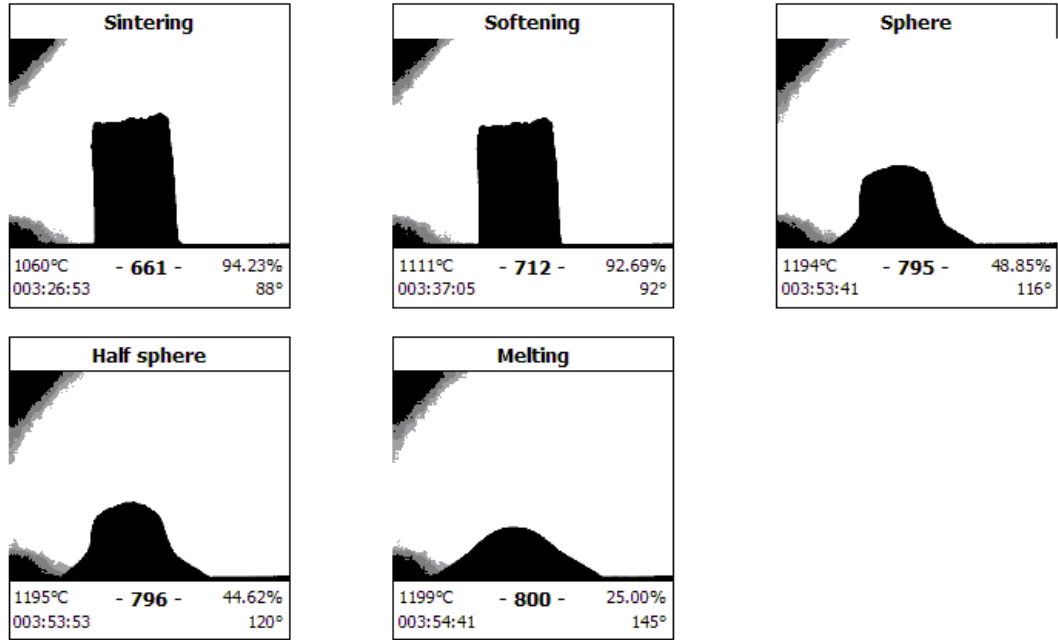 Sintering
1060°C - 661 - 94.23%
003:26:53 88°
Softening
1111°C - 712 - 92.69%
003:37:05 92°
Sphere
1194°C - 795 - 48.85%
003:53:41 116°
Half sphere
1195°C - 796 - 44.62%
003:53:53 120°
Melting
1199°C - 800 - 25.00%
003:54:41 145°